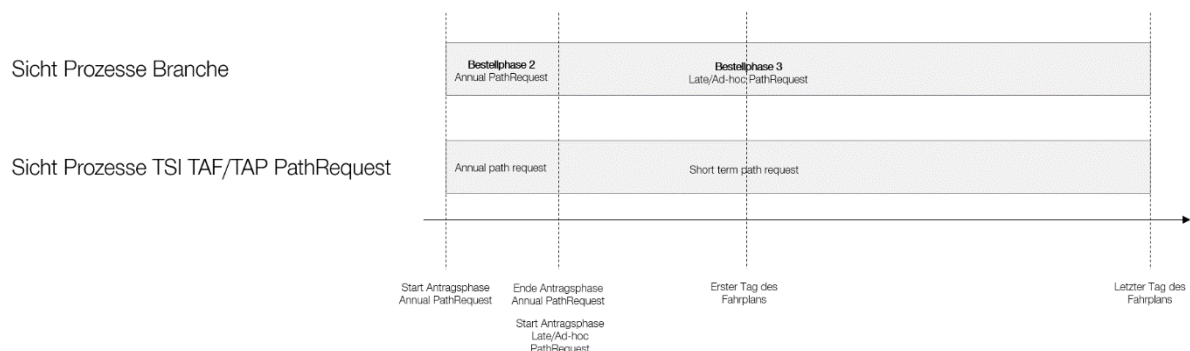 Sicht Prozesse Branche
Bestellphase 2
Annual PathRequest
Bestellphase 3
Late/Ad-hoc PathRequest
Sicht Prozesse TSI TAF/TAP PathRequest
Annual path request
Short term path request
Start Antragsphase
Annual PathRequest
Ende Antragsphase
Annual PathRequest
Start Antragsphase
Late/Ad-hoc
PathRequest
Erster Tag des
Fahrplans
Letzter Tag des
Fahrplans